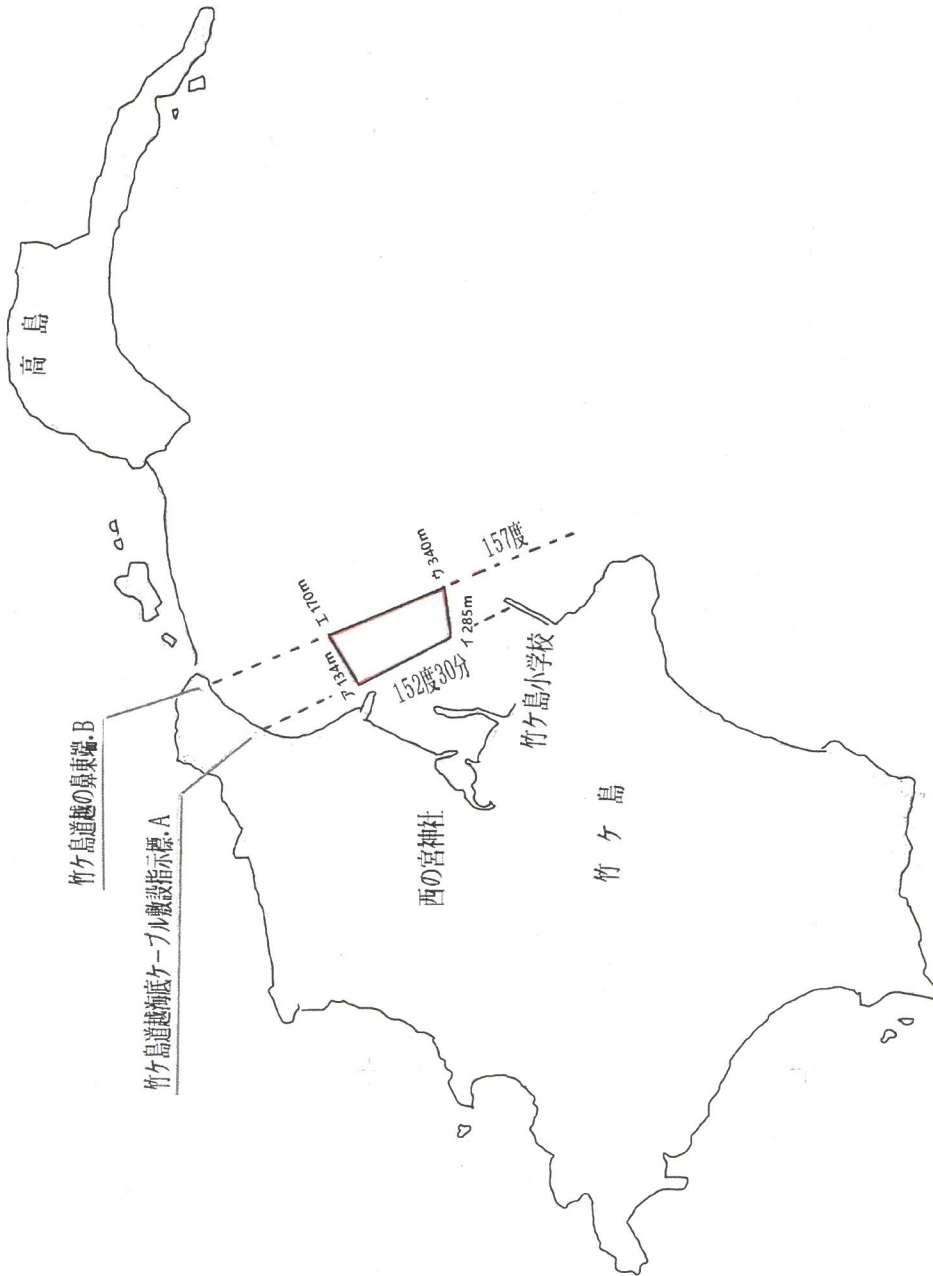 高島
竹ケ島道越の鼻東端.B
竹ケ島道越海底ケーブル敷設指示標.A
エ 170m
ア 134m
ウ 340m
イ 285m
157度
152度30分
竹ケ島小学校
西の宮神社
竹ケ島